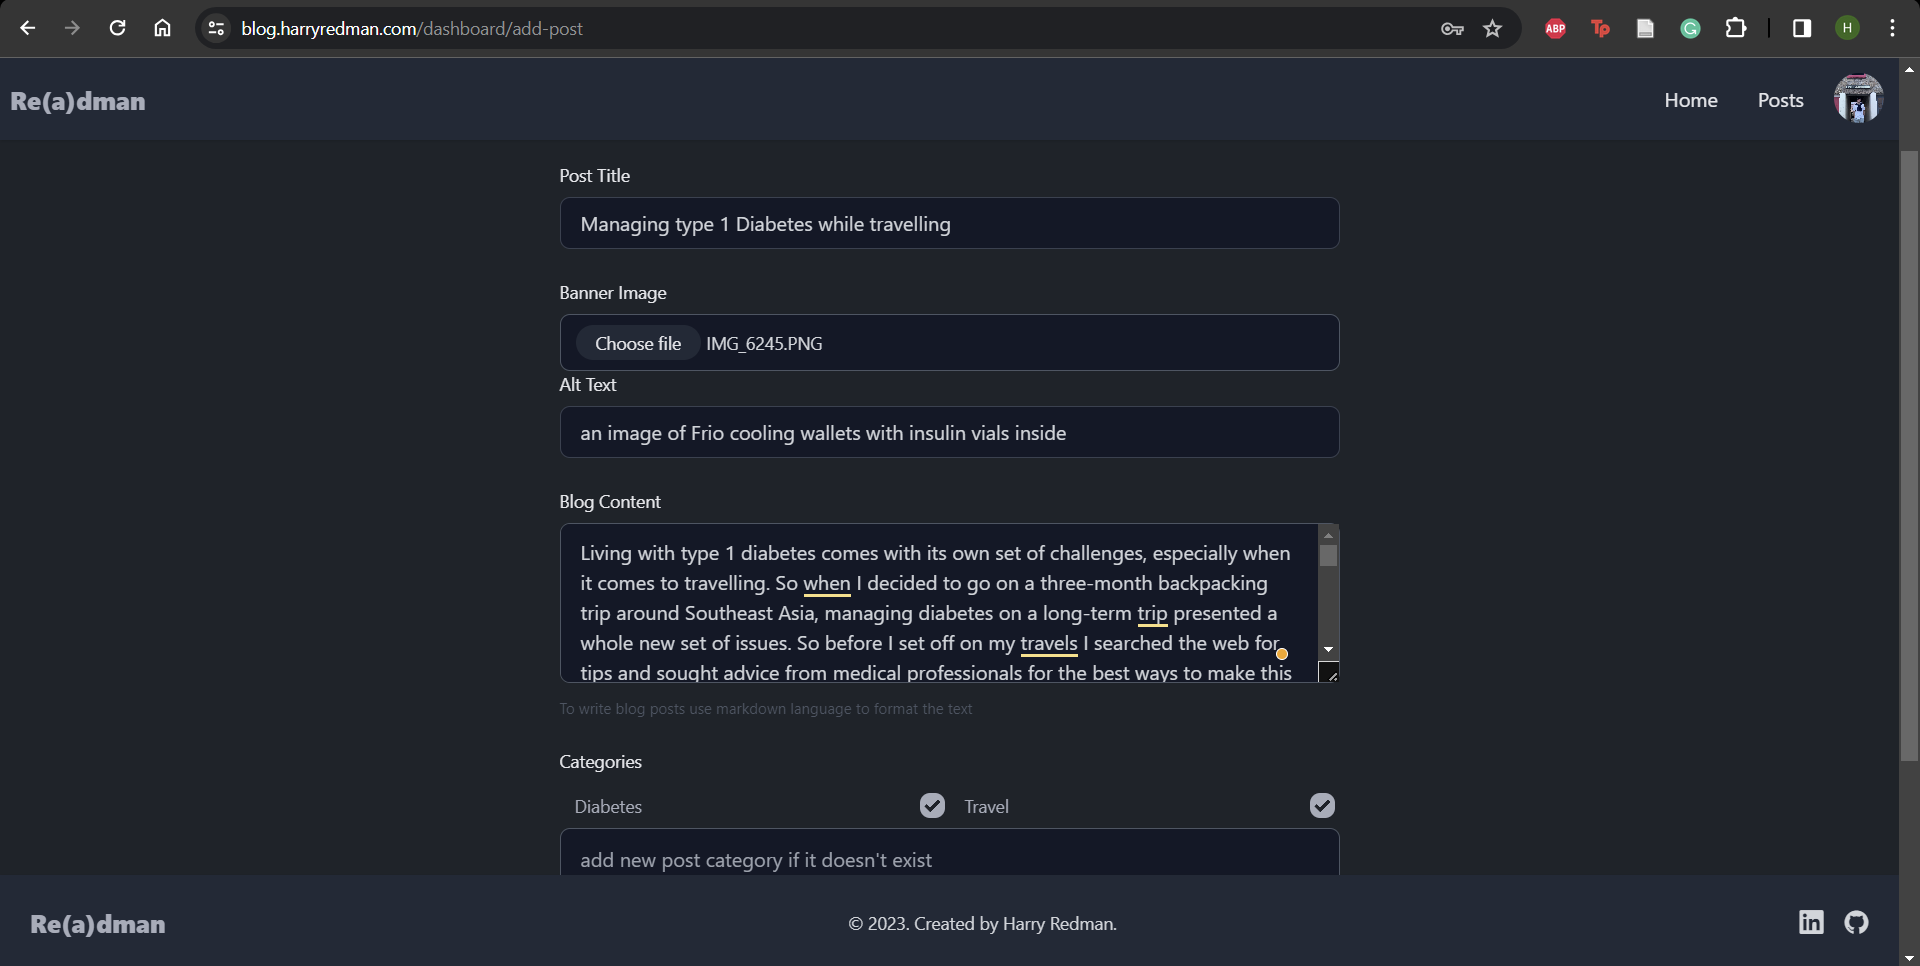 blog.harryredman.com/dashboard/add-post
ABP
Tp
G
H
Re(a)dman
Home
Posts
Post Title
Managing type 1 Diabetes while travelling
Banner Image
Choose file IMG_6245.PNG
Alt Text
an image of Frio cooling wallets with insulin vials inside
Blog Content
Living with type 1 diabetes comes with its own set of challenges, especially when
it comes to travelling. So when I decided to go on a three-month backpacking
trip around Southeast Asia, managing diabetes on a long-term trip presented a
whole new set of issues. So before I set off on my travels I searched the web for
tips and sought advice from medical professionals for the best ways to make this
To write blog posts use markdown language to format the text
Categories
Diabetes
Travel
add new post category if it doesn't exist
Re(a)dman
© 2023. Created by Harry Redman.
in